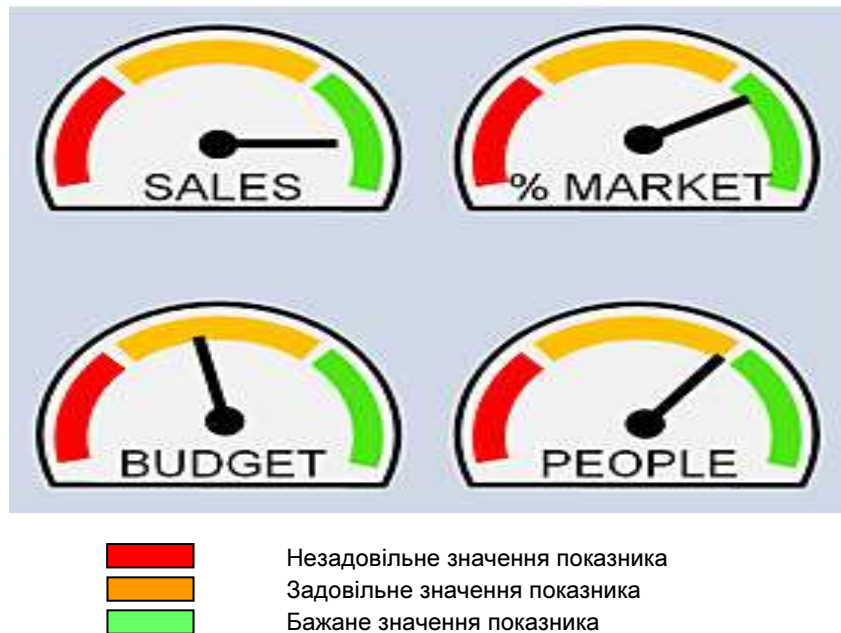 SALES
% MARKET
BUDGET
PEOPLE
Незадовільне значення показника
Задовільне значення показника
Бажане значення показника